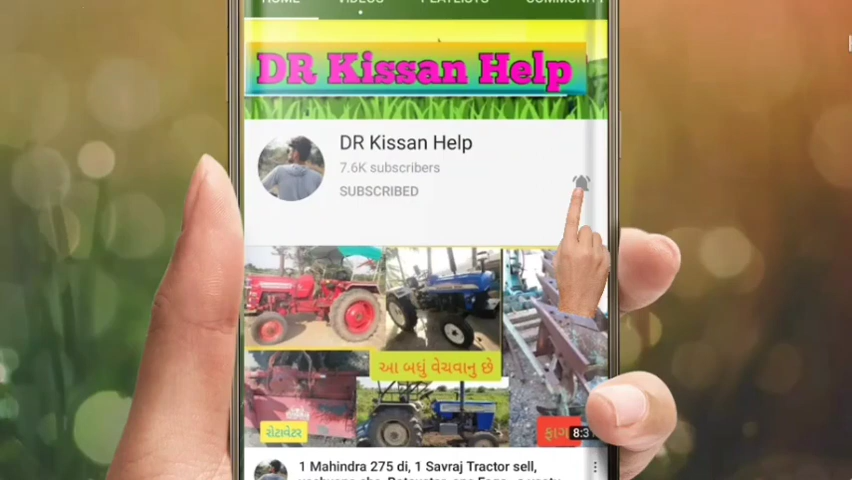 HOME VIDEOS PLAYLISTS COMMUNITY
DR Kissan Help
DR Kissan Help
7.6K subscribers
SUBSCRIBED
આ બધું વેચવાનુ છે
રોટાવેટર
8:3
1 Mahindra 275 di, 1 Savraj Tractor sell,